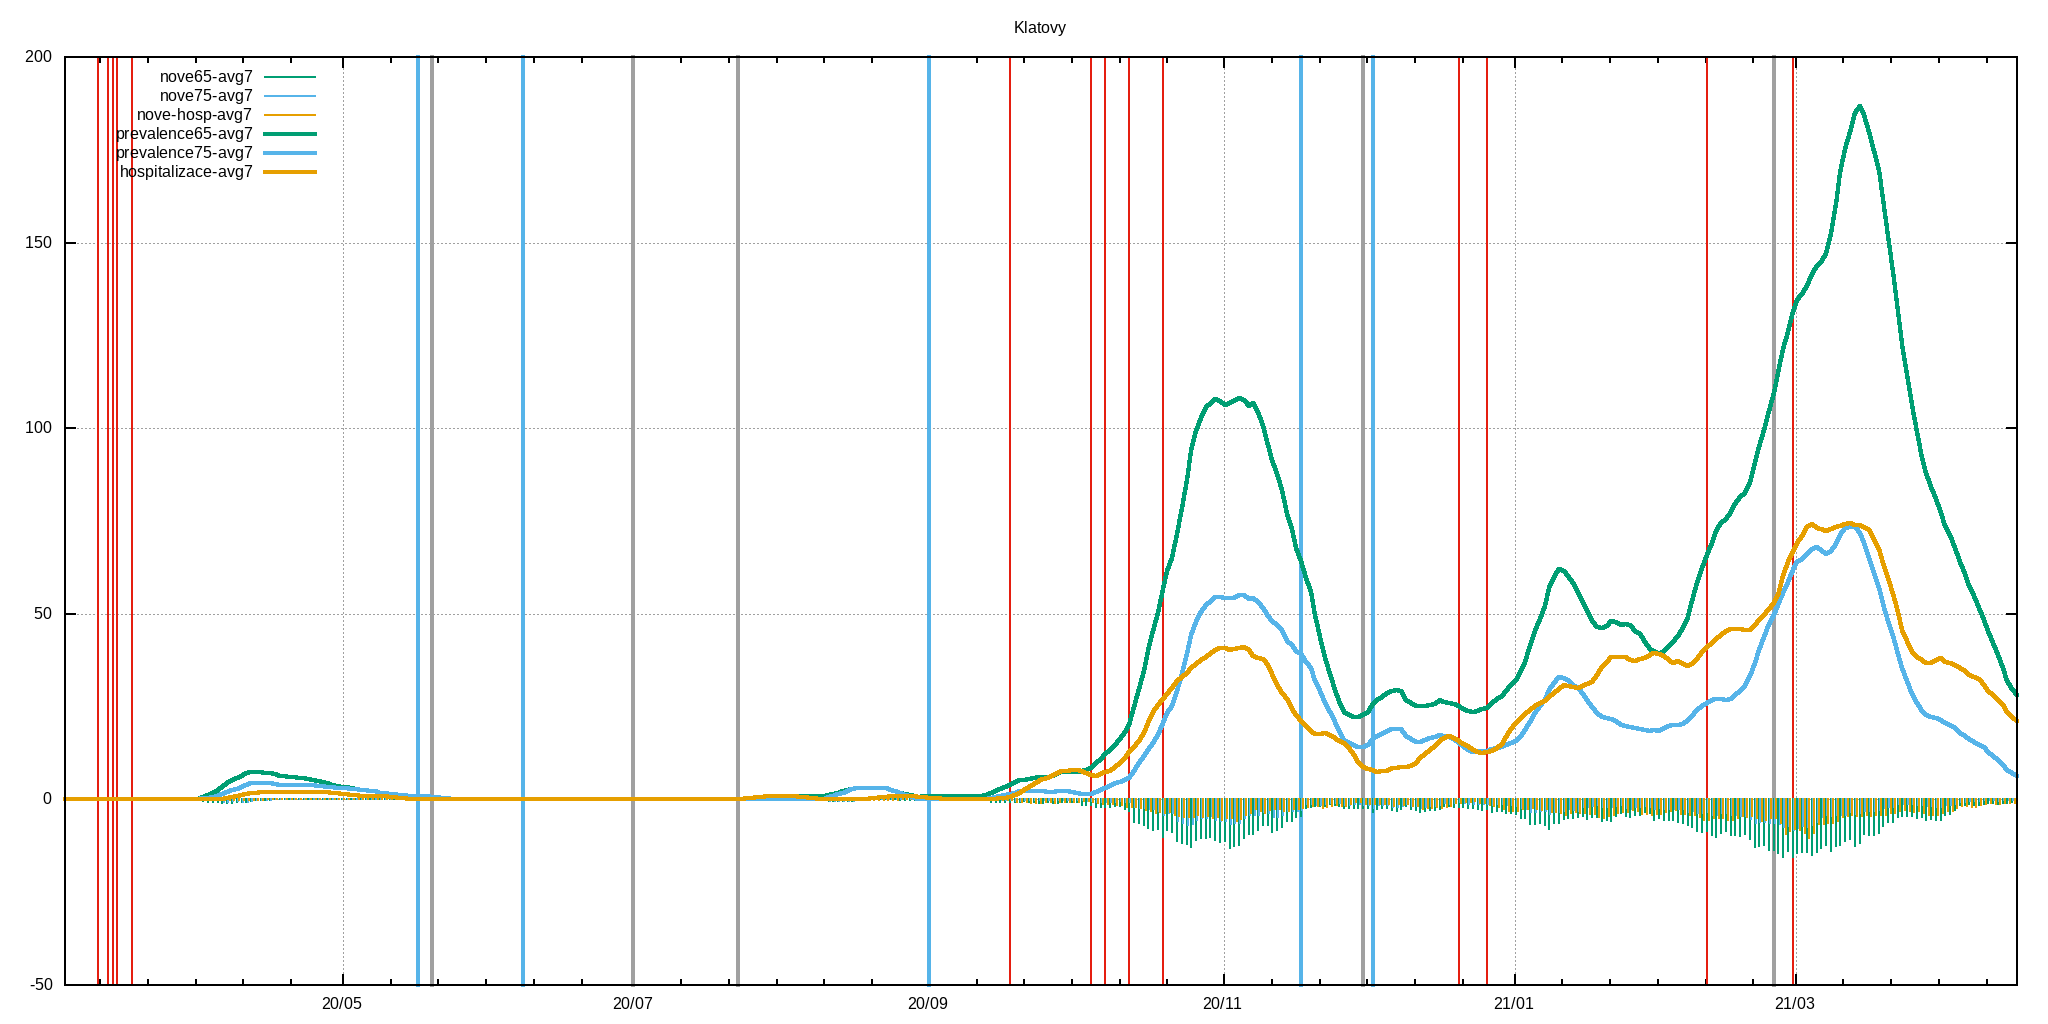 Klatovy
200
150
100
50
0
-50
nove65-avg7
nove75-avg7
nove-hosp-avg7
prevalence65-avg7
prevalence75-avg7
hospitalizace-avg7
20/05
20/07
20/09
20/11
21/01
21/03